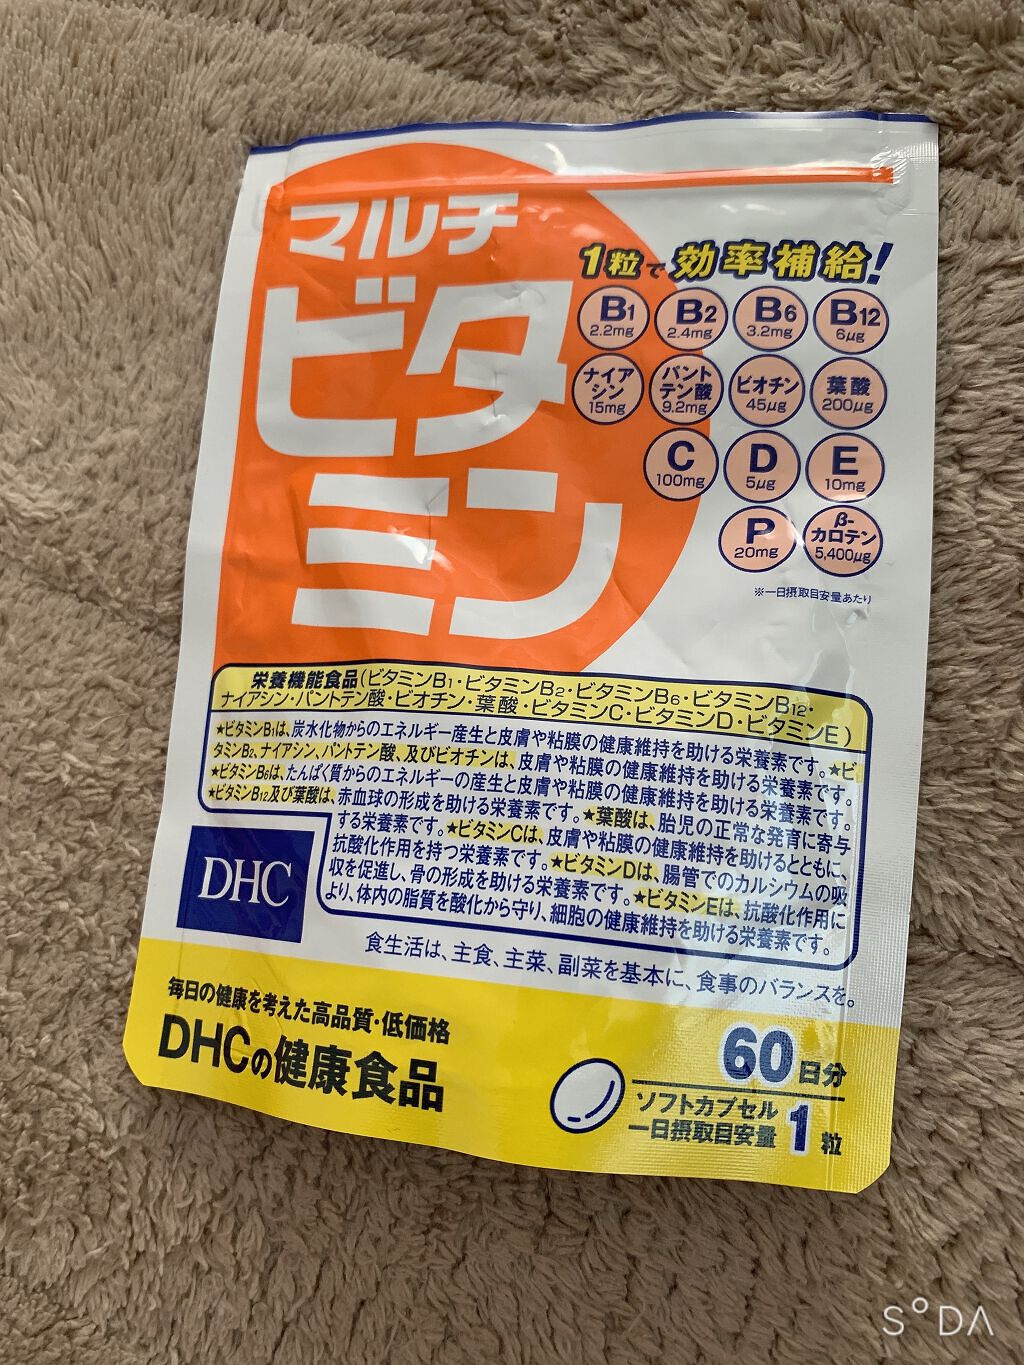 マルチ
ビタ
ミン
1粒で効率補給!
B1 2.2mg
B2 2.4mg
B6 3.2mg
B12 6μg
ナイアシン 15mg
パントテン酸 9.2mg
ビオチン 45μg
葉酸 200μg
C 100mg
D 5μg
E 10mg
P 20mg
β-カロテン 5,400μg
※一日摂取目安量あたり
栄養機能食品(ビタミンB1・ビタミンB2・ビタミンB6・ビタミンB12・
ナイアシン・パントテン酸・ビオチン・葉酸・ビタミンC・ビタミンD・ビタミンE)
★ビタミンB1は、炭水化物からのエネルギー産生と皮膚や粘膜の健康維持を助ける栄養素です。★ビ
タミンB2、ナイアシン、パントテン酸、及びビオチンは、皮膚や粘膜の健康維持を助ける栄養素です。
★ビタミンB6は、たんぱく質からのエネルギーの産生と皮膚や粘膜の健康維持を助ける栄養素です。
★ビタミンB12及び葉酸は、赤血球の形成を助ける栄養素です。★葉酸は、胎児の正常な発育に寄与
する栄養素です。★ビタミンCは、皮膚や粘膜の健康維持を助けるとともに、
抗酸化作用を持つ栄養素です。★ビタミンDは、腸管でのカルシウムの吸
収を促進し、骨の形成を助ける栄養素です。★ビタミンEは、抗酸化作用に
より、体内の脂質を酸化から守り、細胞の健康維持を助ける栄養素です。
DHC
食生活は、主食、主菜、副菜を基本に、食事のバランスを。
毎日の健康を考えた高品質・低価格
DHCの健康食品
60日分
ソフトカプセル
一日摂取目安量 1粒
SODA